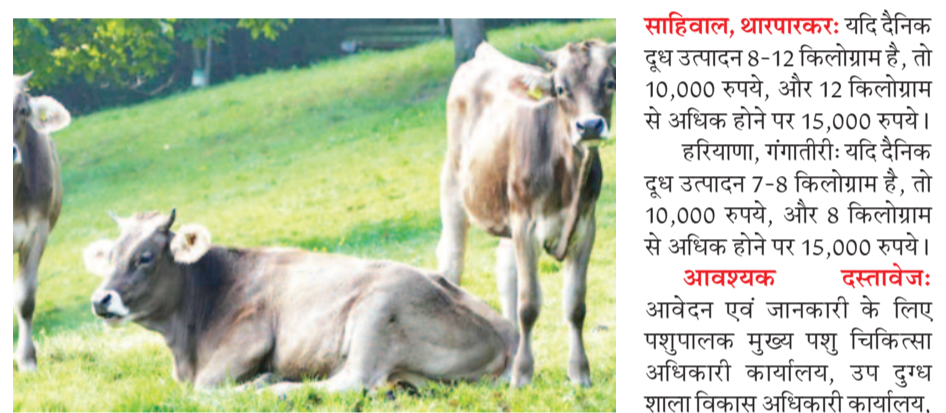 साहिवाल, थारपारकर: यदि दैनिक
दूध उत्पादन 8-12 किलोग्राम है, तो
10,000 रुपये, और 12 किलोग्राम
से अधिक होने पर 15,000 रुपये।
हरियाणा, गंगातीरी: यदि दैनिक
दूध उत्पादन 7-8 किलोग्राम है, तो
10,000 रुपये, और 8 किलोग्राम
से अधिक होने पर 15,000 रुपये।
आवश्यक दस्तावेज:
आवेदन एवं जानकारी के लिए
पशुपालक मुख्य पशु चिकित्सा
अधिकारी कार्यालय, उप दुग्ध
शाला विकास अधिकारी कार्यालय,